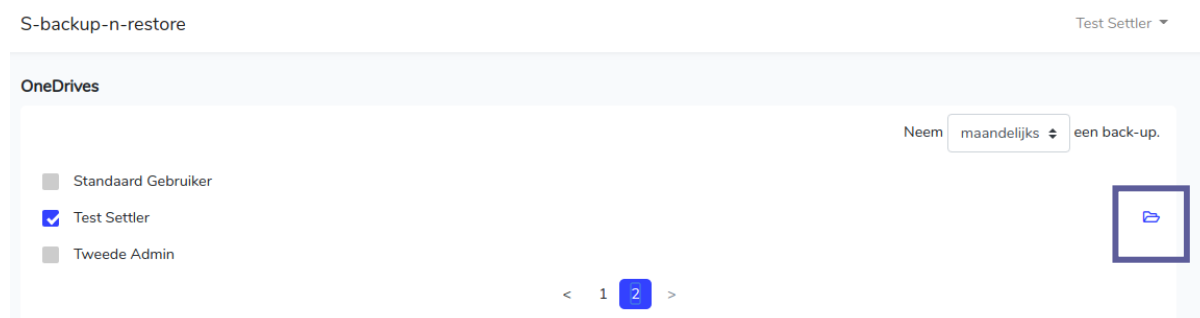 S-backup-n-restore
Test Settler
OneDrives
Neem maandelijks een back-up.
Standaard Gebruiker
Test Settler
Tweede Admin
< 1 2 >